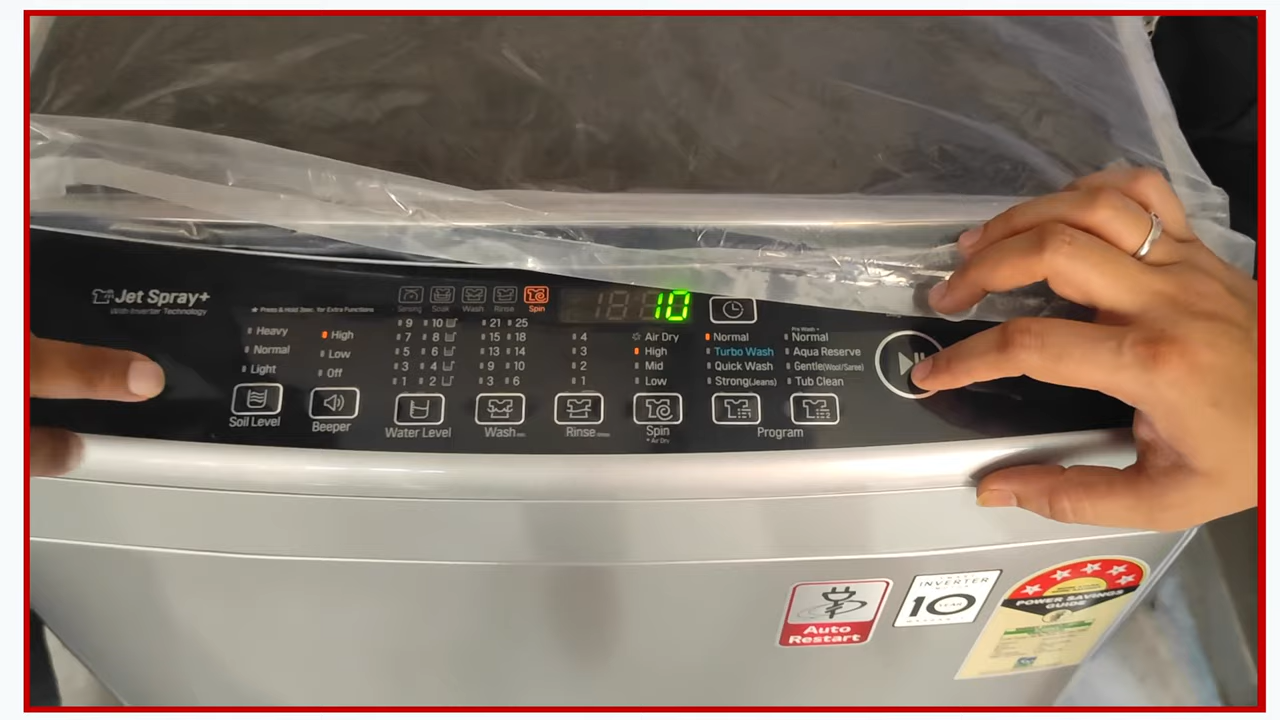 Jet Spray+
With Inverter Technology
★ Press & Hold 3sec. for Extra Functions
Sensing Soak Wash Rinse Spin
10
Heavy
Normal
Light
Soil Level
High
Low
Off
Beeper
9 10
7 8
5 6
3 4
1 2
Water Level
21 25
15 18
13 14
9 10
3 6
Wash
4
3
2
1
Rinse
Air Dry
High
Mid
Low
Spin
* Air Dry
Normal
Turbo Wash
Quick Wash
Strong(Jeans)
Pre Wash +
Normal
Aqua Reserve
Gentle(Wool/Saree)
Tub Clean
Program
Auto
Restart
INVERTER
10
YEAR
POWER SAVINGS
GUIDE